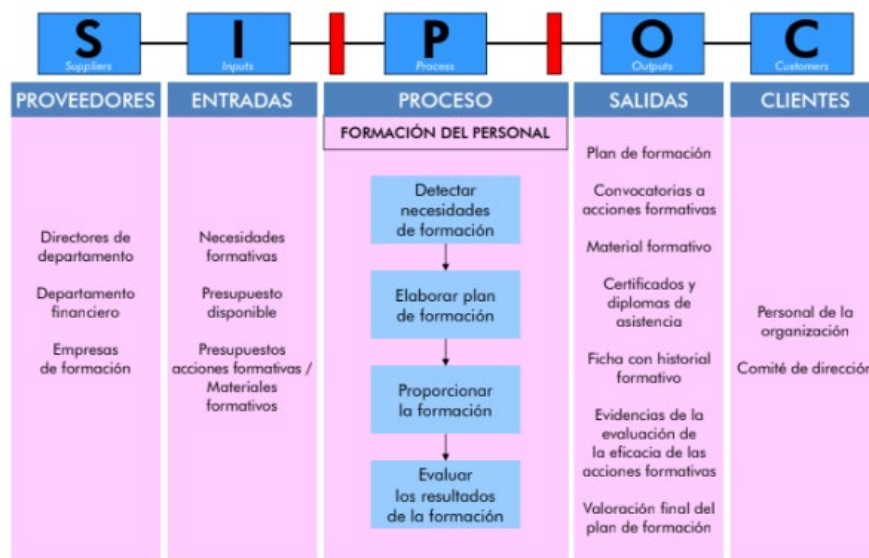 S
Suppliers
I
Inputs
P
Process
O
Outputs
C
Customers
PROVEEDORES
ENTRADAS
PROCESO
SALIDAS
CLIENTES
Directores de
departamento
Departamento
financiero
Empresas
de formación
Necesidades
formativas
Presupuesto
disponible
Presupuestos
acciones formativas /
Materiales
formativos
FORMACIÓN DEL PERSONAL
Detectar
necesidades
de formación
Elaborar plan
de formación
Proporcionar
la formación
Evaluar
los resultados
de la formación
Plan de formación
Convocatorias a
acciones formativas
Material formativo
Certificados y
diplomas de
asistencia
Ficha con historial
formativo
Evidencias de la
evaluación de
la eficacia de las
acciones formativas
Valoración final del
plan de formación
Personal de la
organización
Comité de dirección